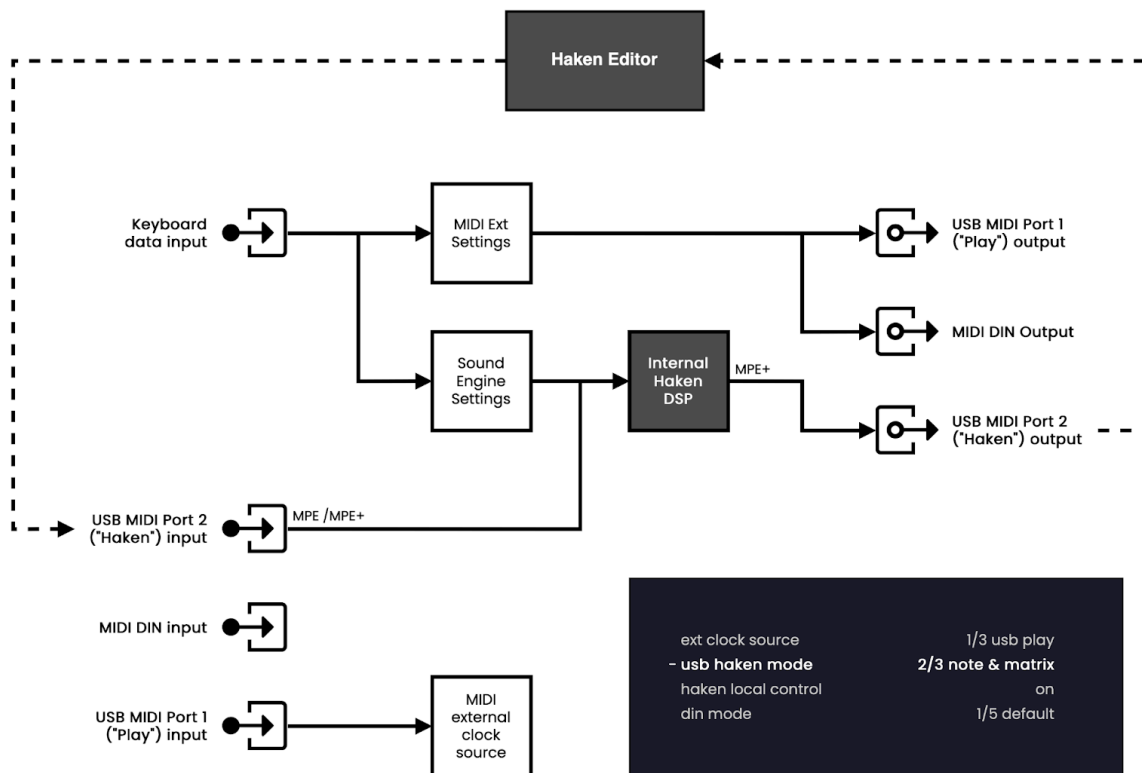 Haken Editor
Keyboard
data input
MIDI Ext
Settings
USB MIDI Port 1
("Play") output
MIDI DIN Output
Sound
Engine
Settings
Internal
Haken
DSP
MPE+
USB MIDI Port 2
("Haken") output
USB MIDI Port 2
("Haken") input
MPE /MPE+
MIDI DIN input
USB MIDI Port 1
("Play") input
MIDI
external
clock
source
ext clock source 1/3 usb play
- usb haken mode 2/3 note & matrix
haken local control on
din mode 1/5 default